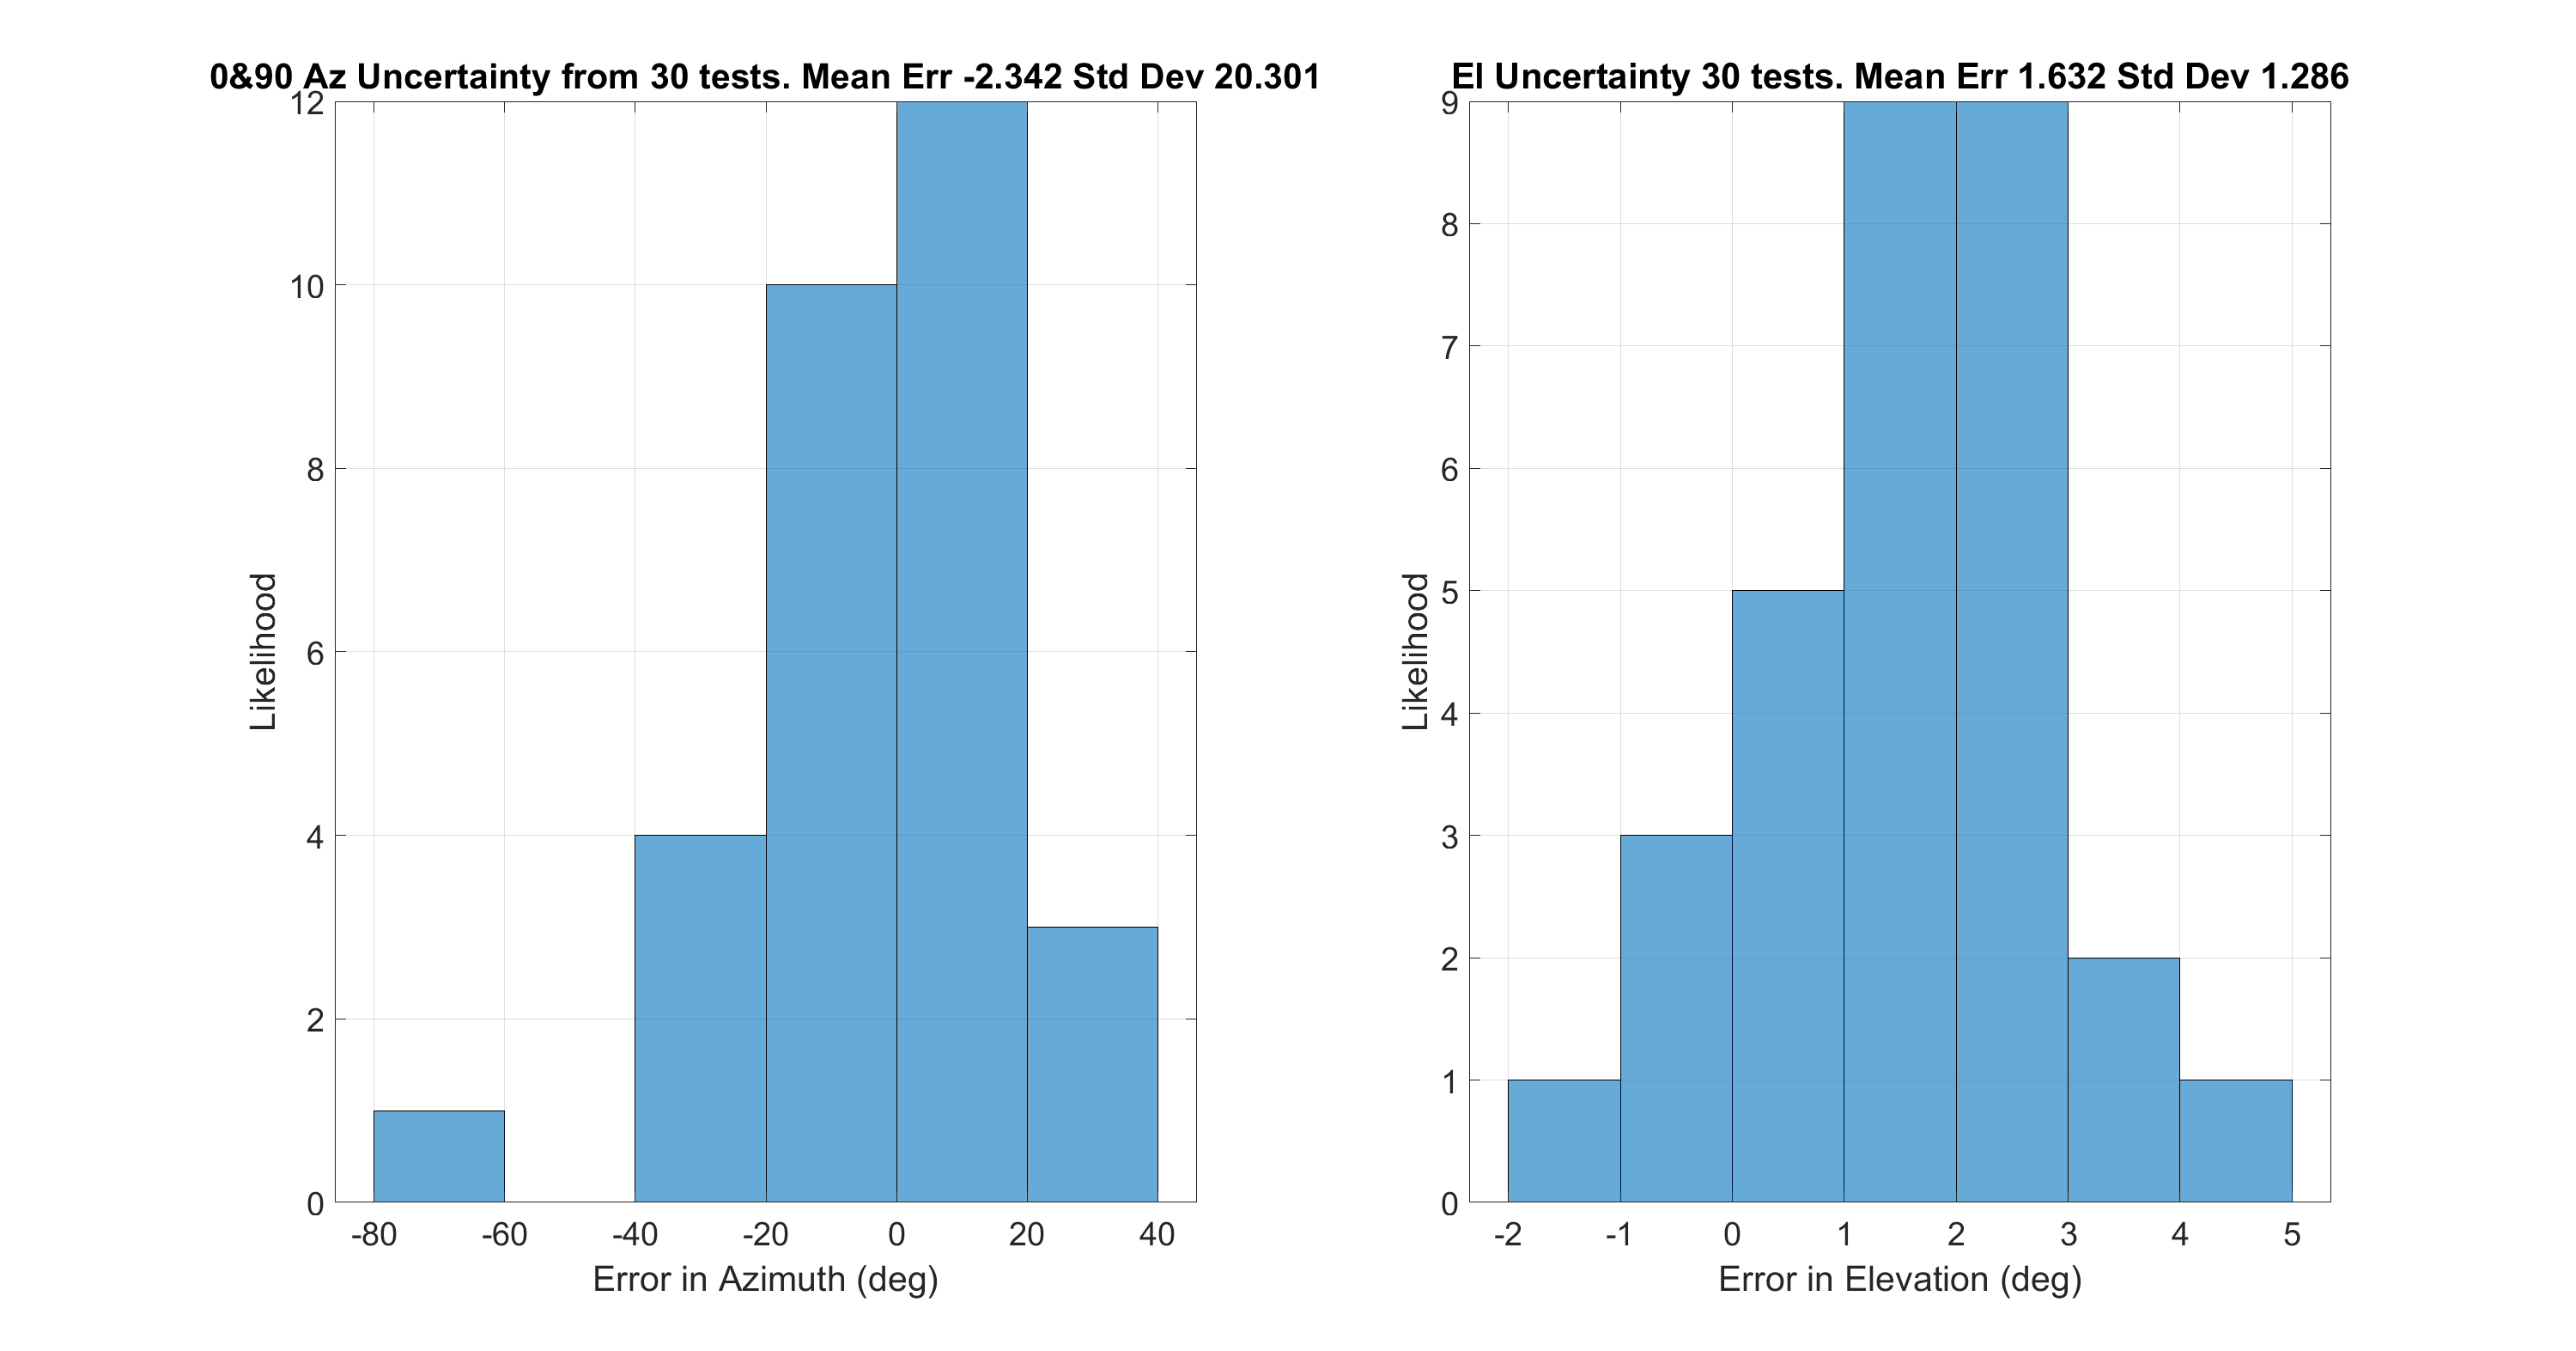 0&90 Az Uncertainty from 30 tests. Mean Err -2.342 Std Dev 20.301
12
10
8
6
4
2
0
Likelihood
-80 -60 -40 -20 0 20 40
Error in Azimuth (deg)
El Uncertainty 30 tests. Mean Err 1.632 Std Dev 1.286
9
8
7
6
5
4
3
2
1
0
Likelihood
-2 -1 0 1 2 3 4 5
Error in Elevation (deg)